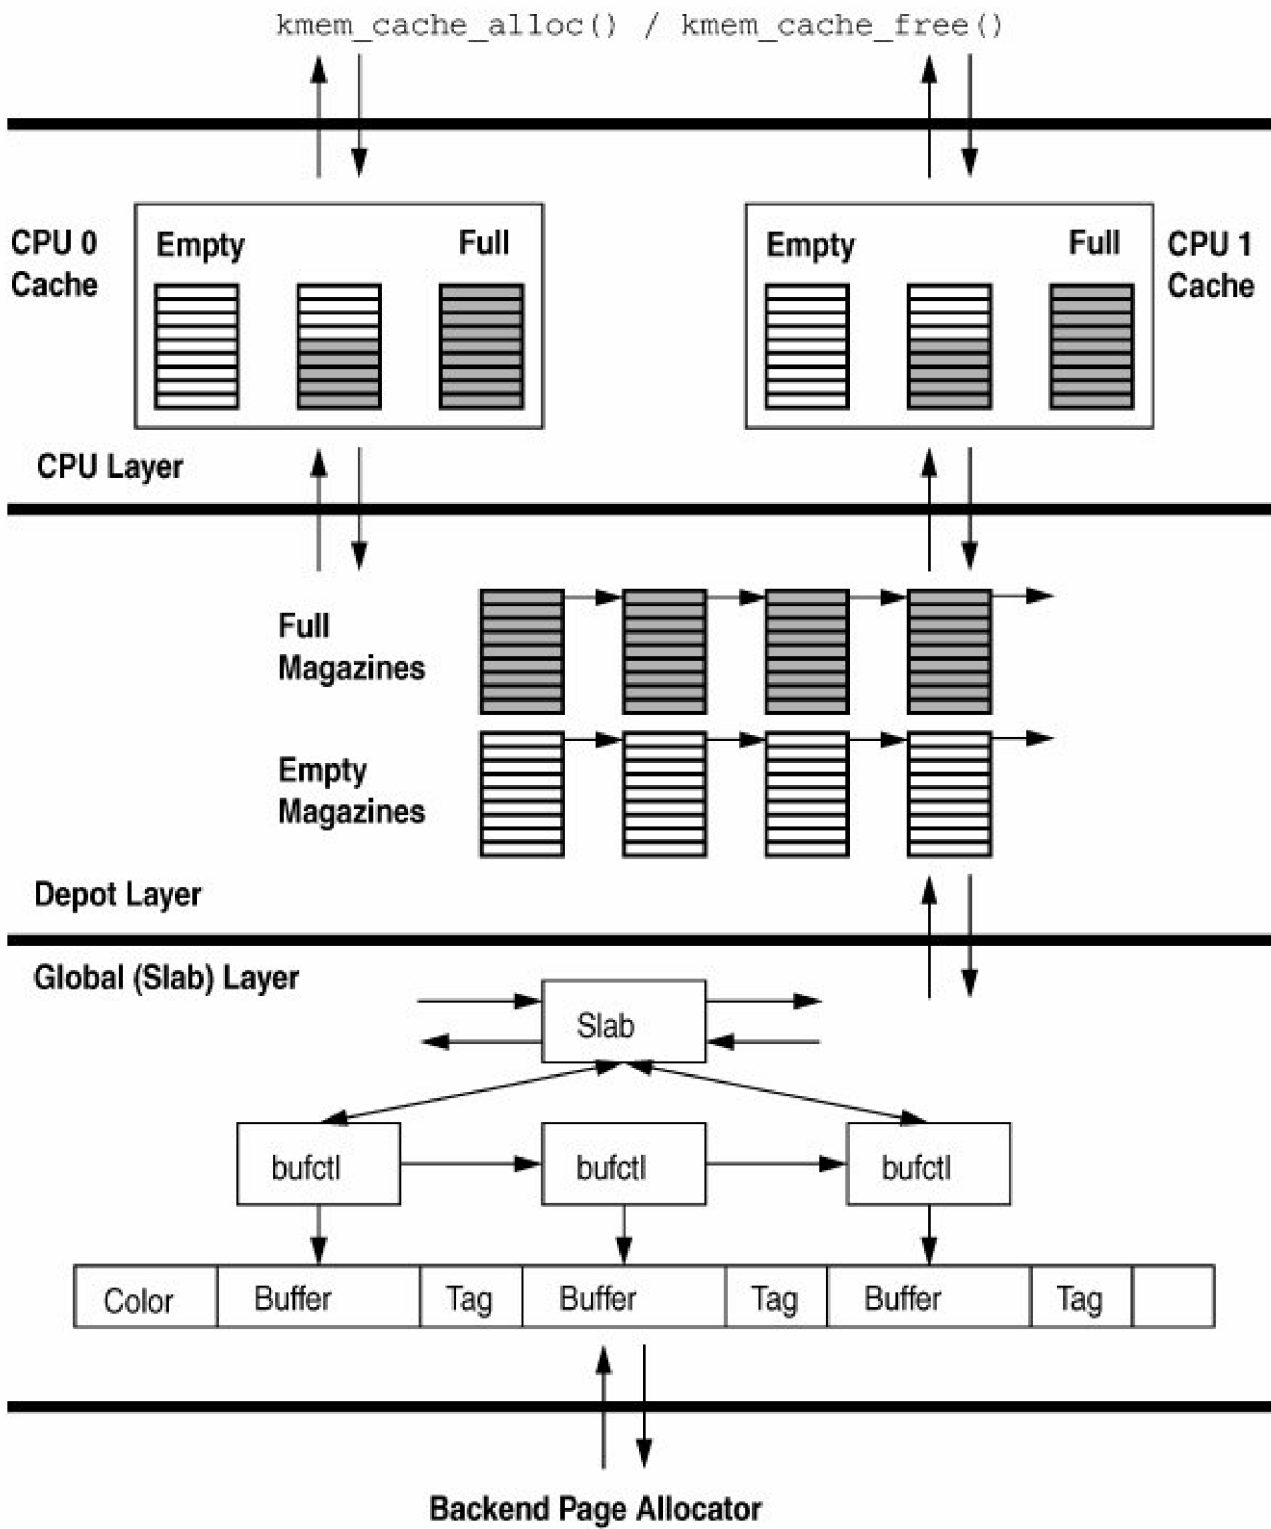 kmem_cache_alloc() / kmem_cache_free()
CPU 0
Cache
Empty
Full
Empty
Full
CPU 1
Cache
CPU Layer
Full
Magazines
Empty
Magazines
Depot Layer
Global (Slab) Layer
Slab
bufctl
bufctl
bufctl
Color
Buffer
Tag
Buffer
Tag
Buffer
Tag
Backend Page Allocator